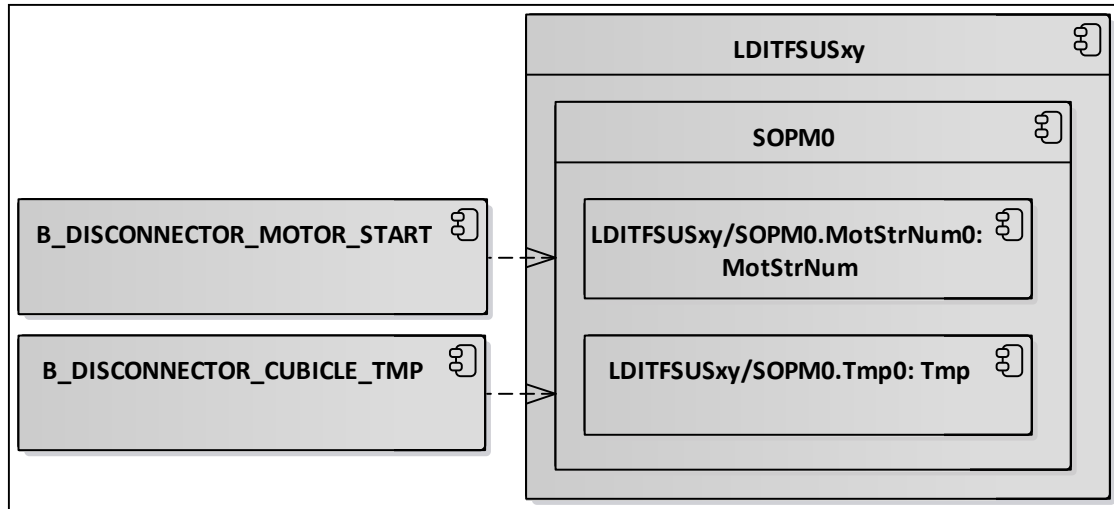 LDITFSUSxy
SOPM0
B_DISCONNECTOR_MOTOR_START
LDITFSUSxy/SOPM0.MotStrNum0:
MotStrNum
B_DISCONNECTOR_CUBICLE_TMP
LDITFSUSxy/SOPM0.Tmp0: Tmp